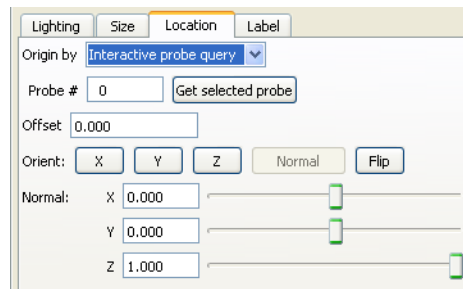 Lighting Size Location Label
Origin by Interactive probe query
Probe # 0 Get selected probe
Offset 0.000
Orient: X Y Z Normal Flip
Normal: X 0.000
Y 0.000
Z 1.000